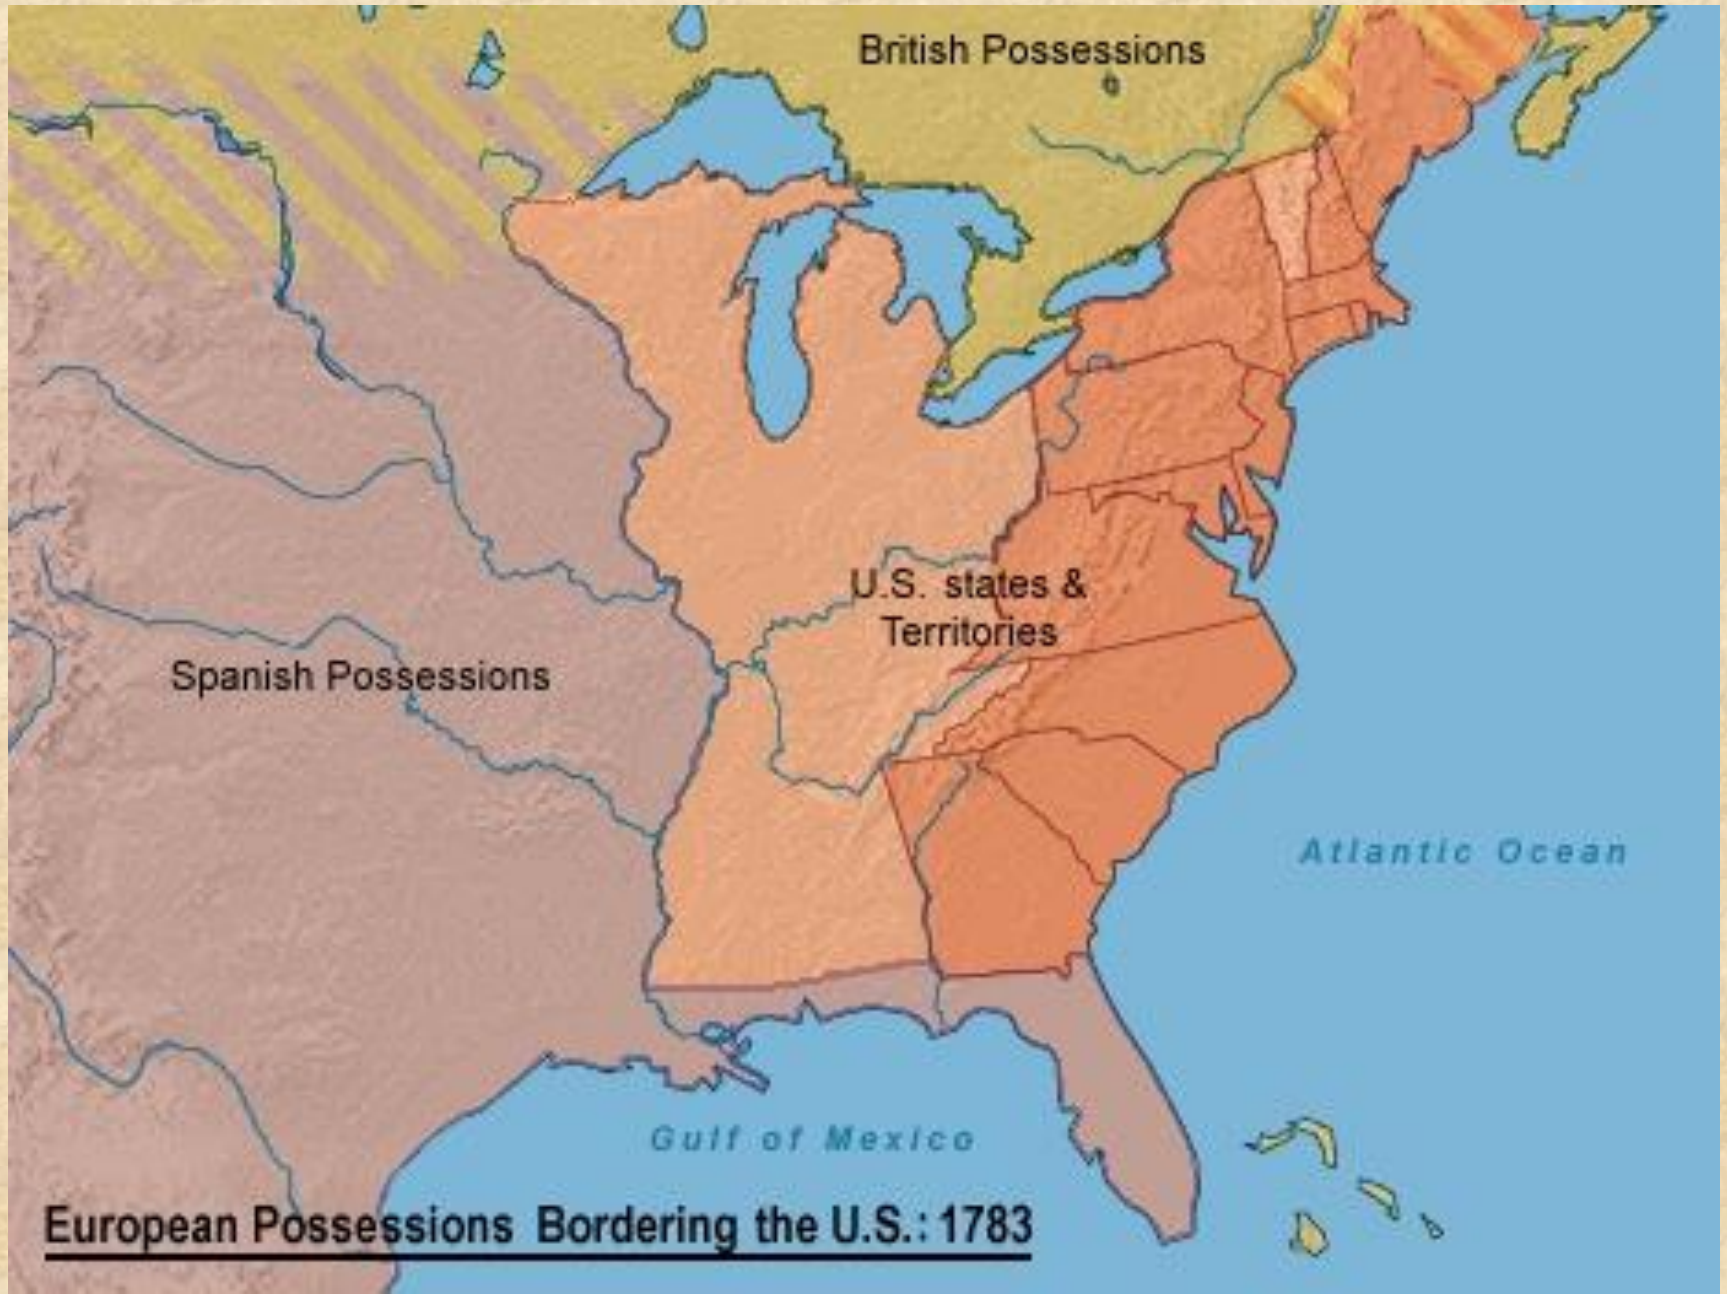 British Possessions
U.S. states &
Territories
Spanish Possessions
Atlantic Ocean
Gulf of Mexico
European Possessions Bordering the U.S.: 1783